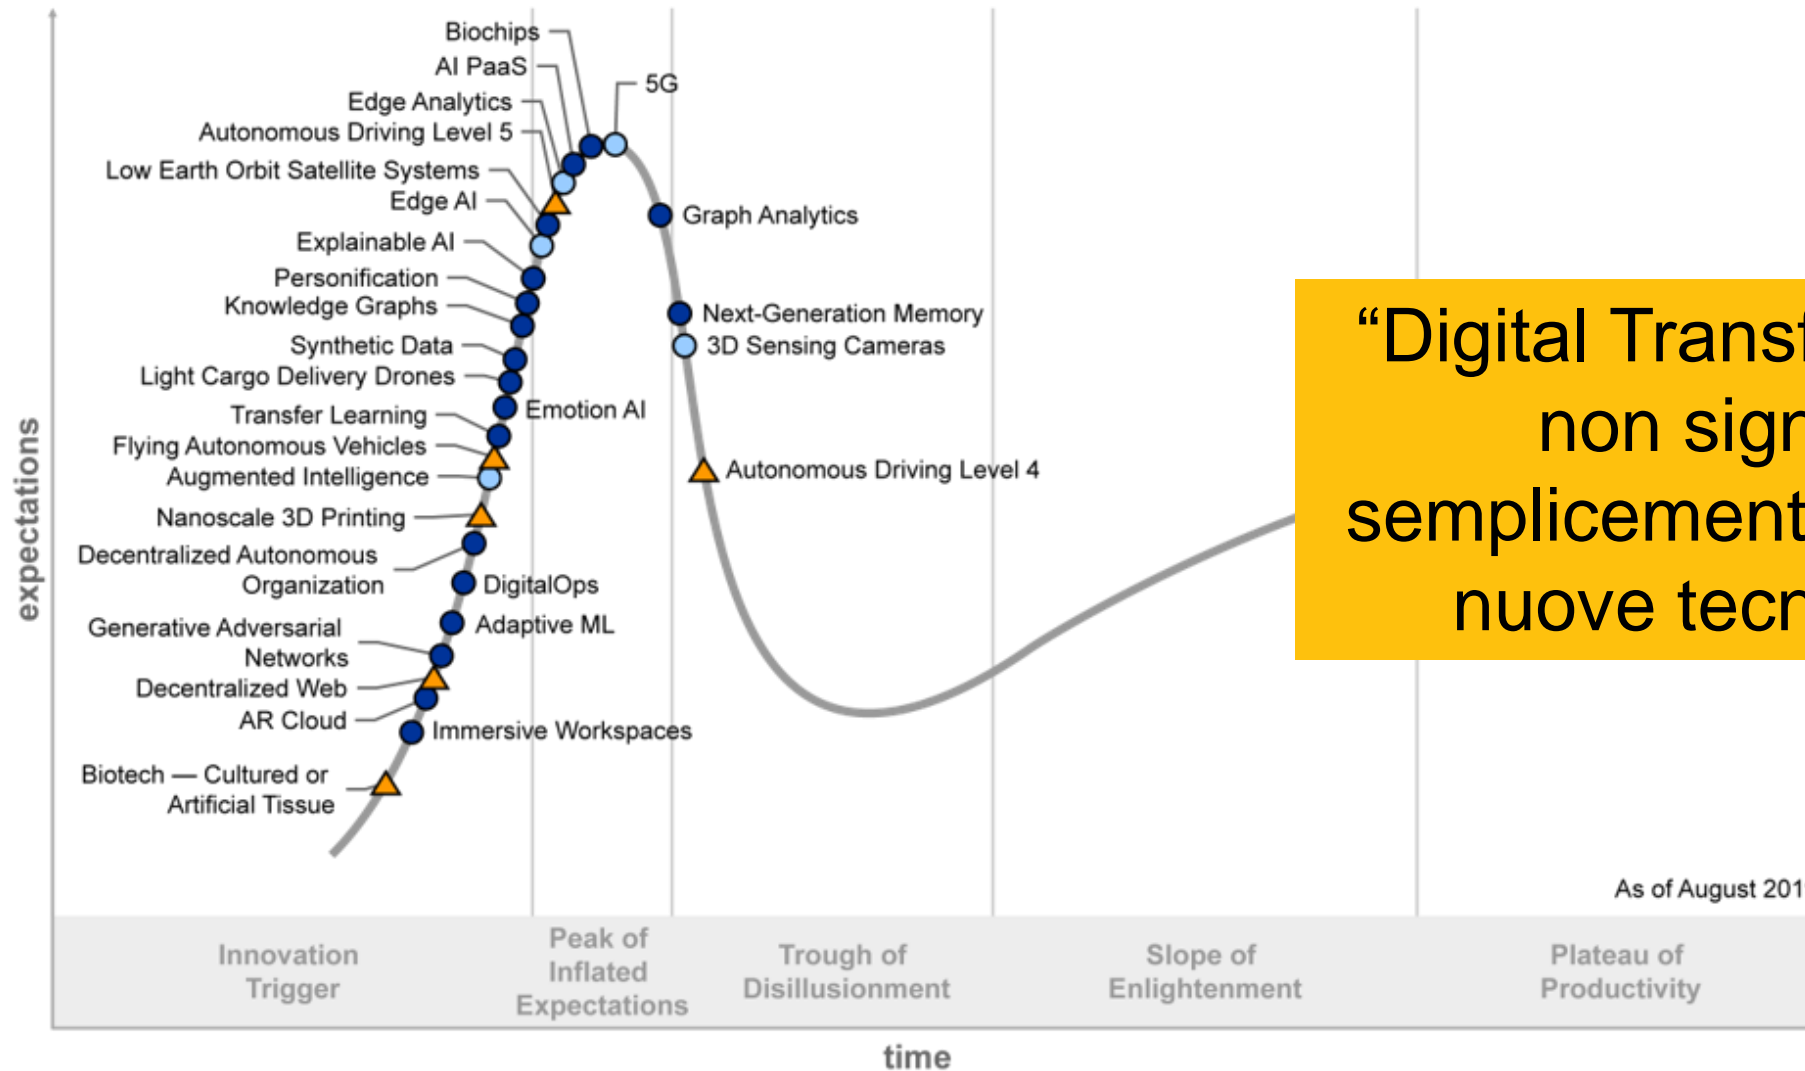 Biochips
AI PaaS
5G
Edge Analytics
Autonomous Driving Level 5
Low Earth Orbit Satellite Systems
Edge AI
Graph Analytics
Explainable AI
Personification
Knowledge Graphs
Next-Generation Memory
Synthetic Data
3D Sensing Cameras
Light Cargo Delivery Drones
Emotion AI
Transfer Learning
Flying Autonomous Vehicles
Augmented Intelligence
Autonomous Driving Level 4
Nanoscale 3D Printing
Decentralized Autonomous
Organization
DigitalOps
Adaptive ML
Generative Adversarial
Networks
Decentralized Web
AR Cloud
Immersive Workspaces
Biotech — Cultured or
Artificial Tissue
expectations
“Digital Transf
non sign
semplicement
nuove tecn
As of August 201
Innovation
Trigger
Peak of
Inflated
Expectations
Trough of
Disillusionment
Slope of
Enlightenment
Plateau of
Productivity
time